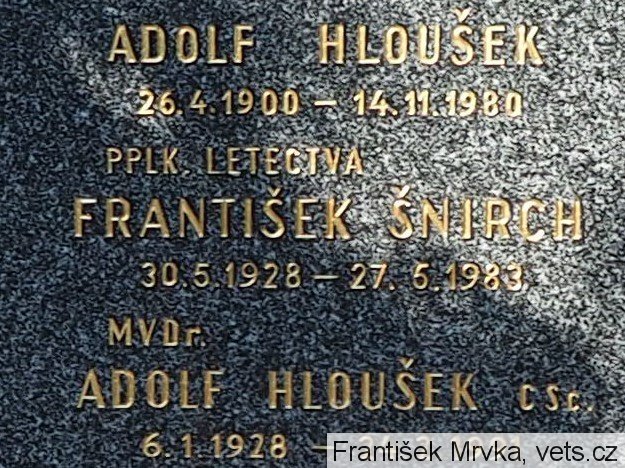 ADOLF HLOUŠEK
26.4.1900 – 14.11.1980
PPLK. LETECTVA
FRANTIŠEK ŠNIRCH
30.5.1928 – 27. 6.1983
MVDr.
ADOLF HLOUŠEK CSc.
6.1.1928 –
František Mrvka, vets.cz